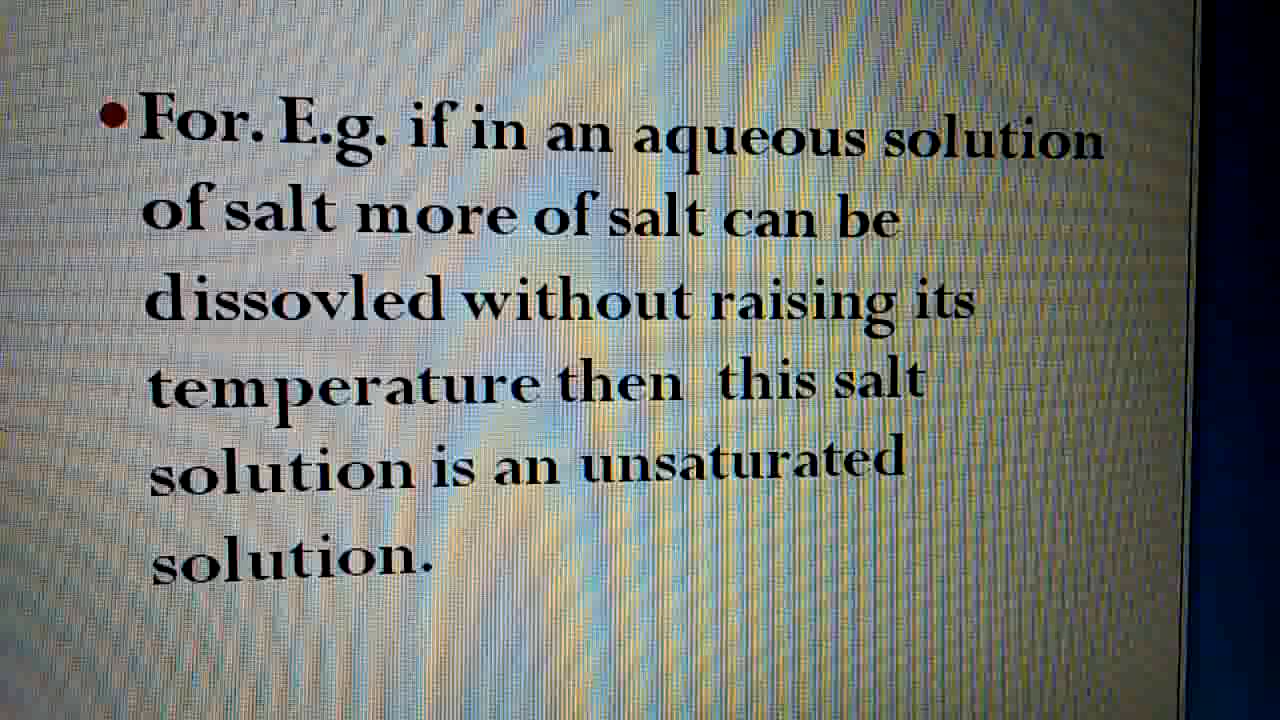 • For. E.g. if in an aqueous solution
of salt more of salt can be
dissovled without raising its
temperature then this salt
solution is an unsaturated
solution.